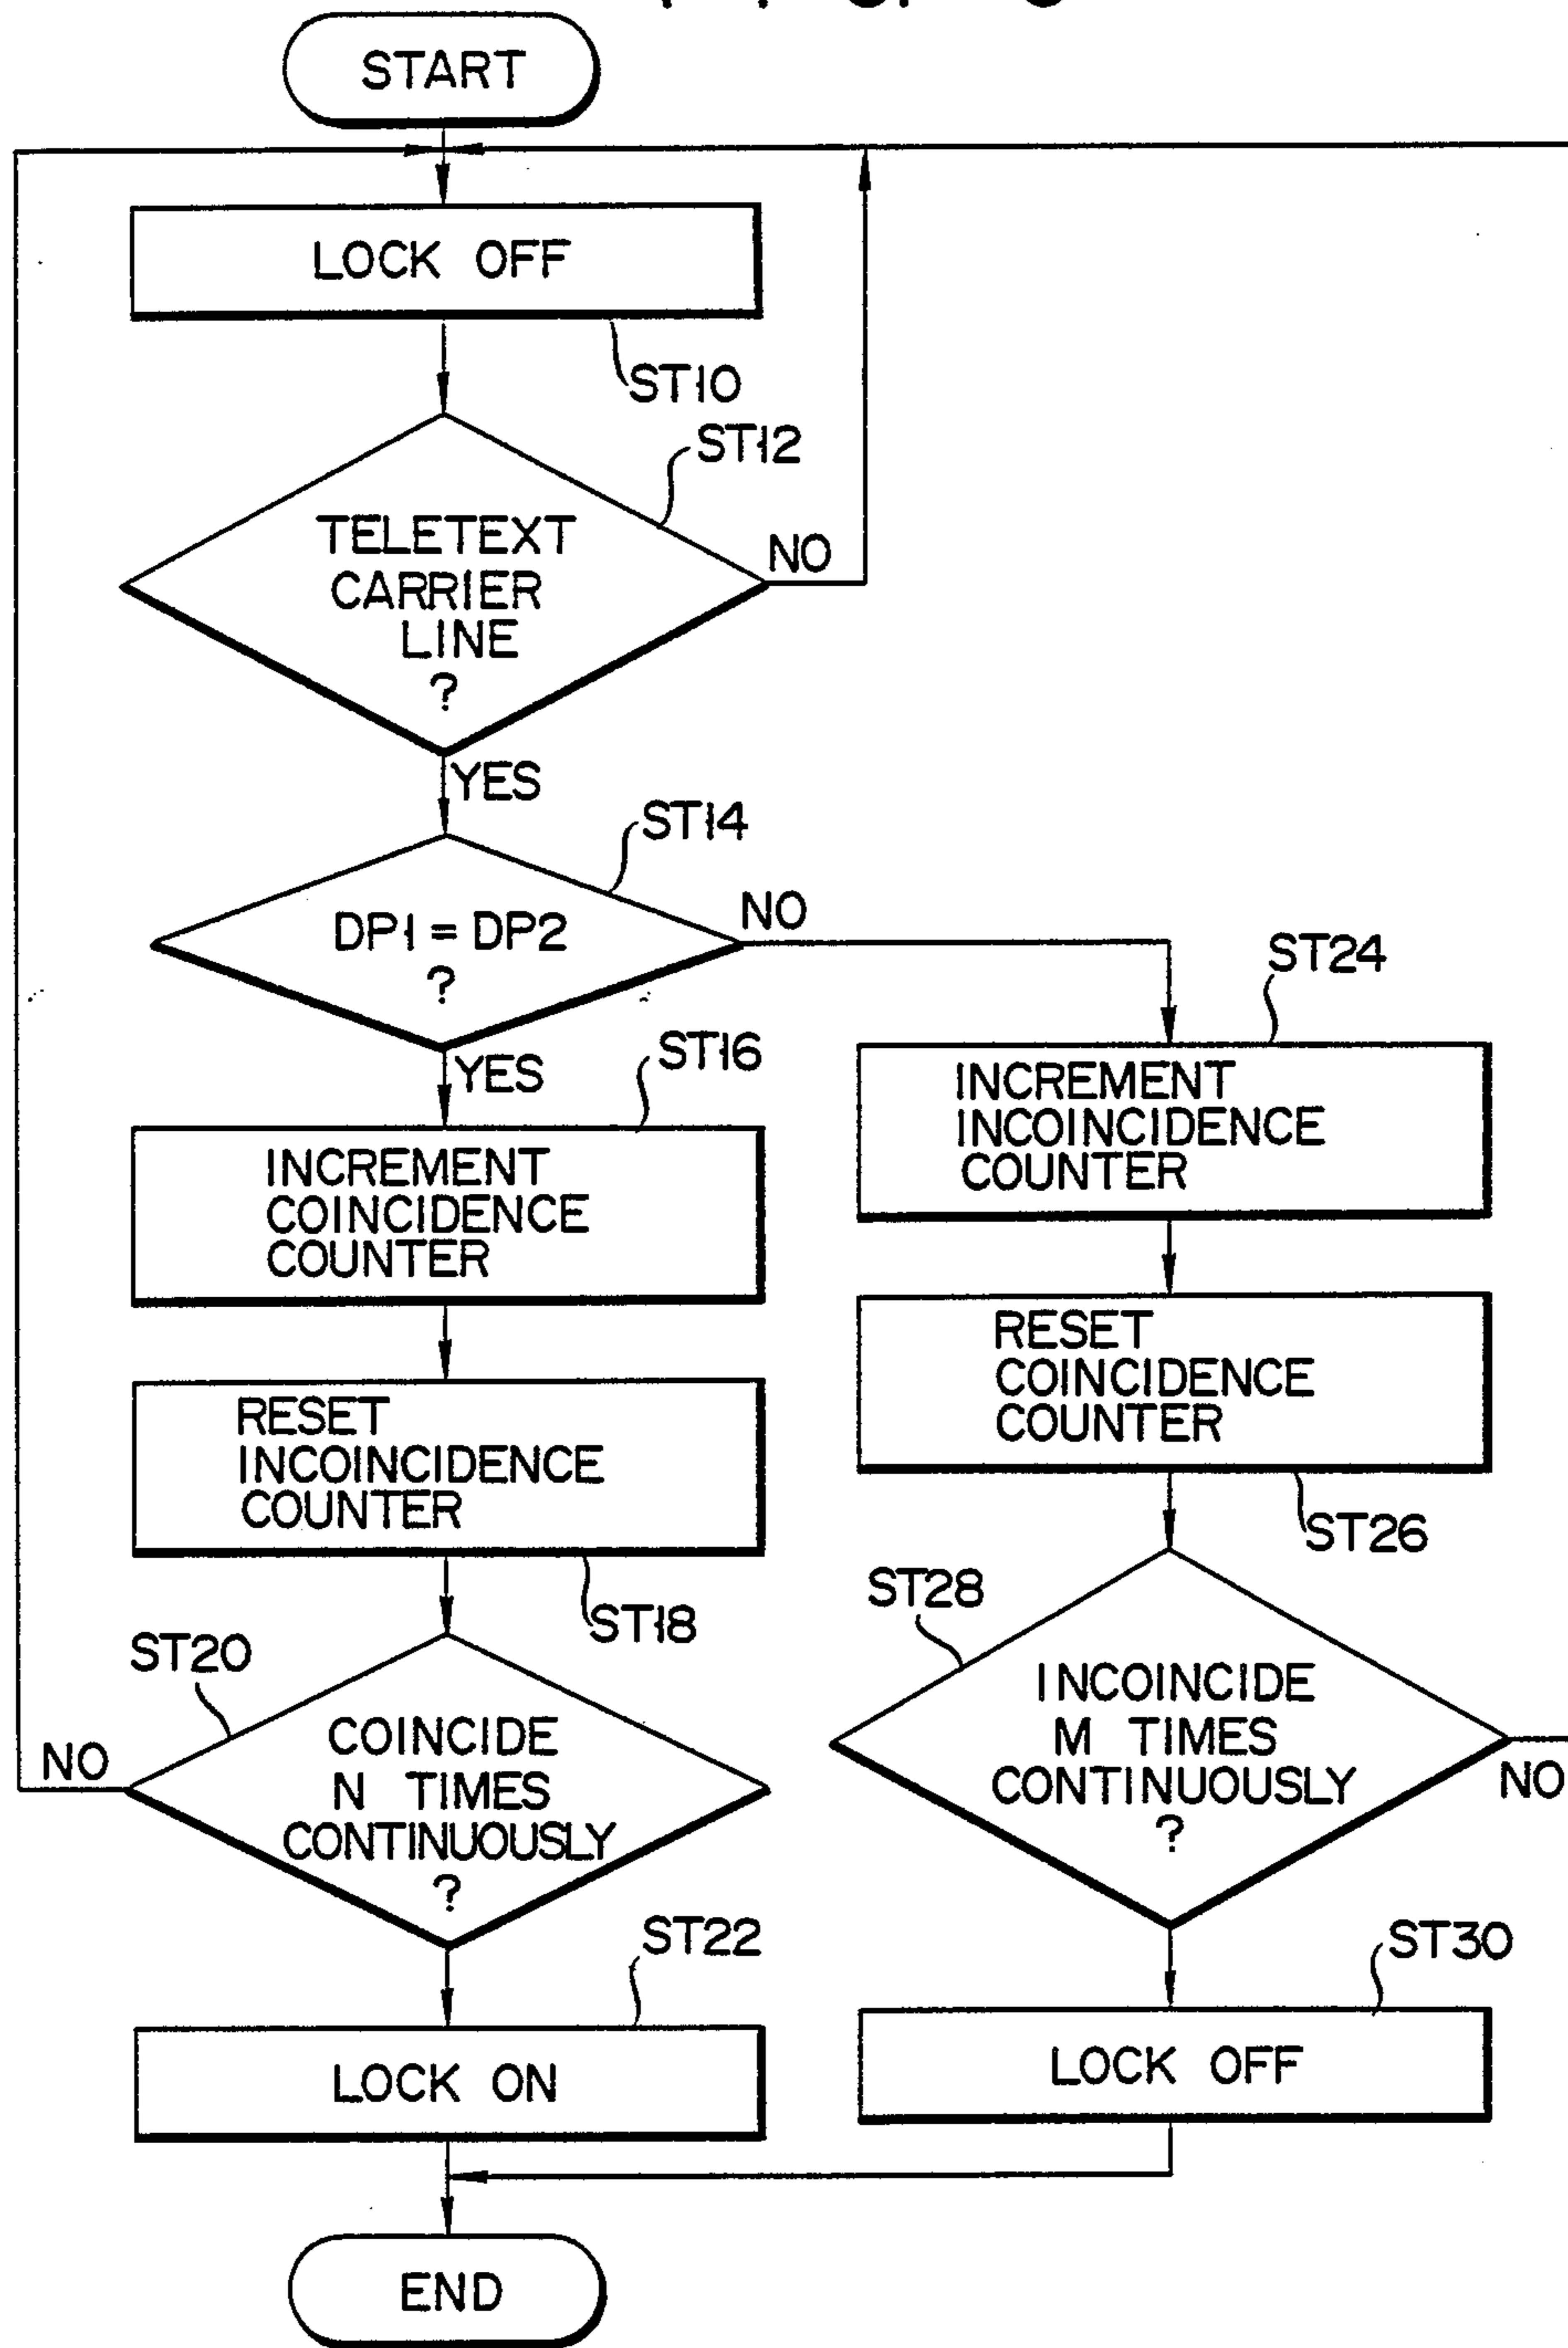 START
LOCK OFF
ST10
ST12
TELETEXT
CARRIER
LINE
?
NO
YES
ST14
DP1 = DP2
?
NO
YES
ST16
INCREMENT
COINCIDENCE
COUNTER
ST24
INCREMENT
INCOINCIDENCE
COUNTER
RESET
INCOINCIDENCE
COUNTER
ST18
RESET
COINCIDENCE
COUNTER
ST26
ST20
COINCIDE
N TIMES
CONTINUOUSLY
?
NO
ST28
INCOINCIDE
M TIMES
CONTINUOUSLY
?
NO
ST22
LOCK ON
ST30
LOCK OFF
END